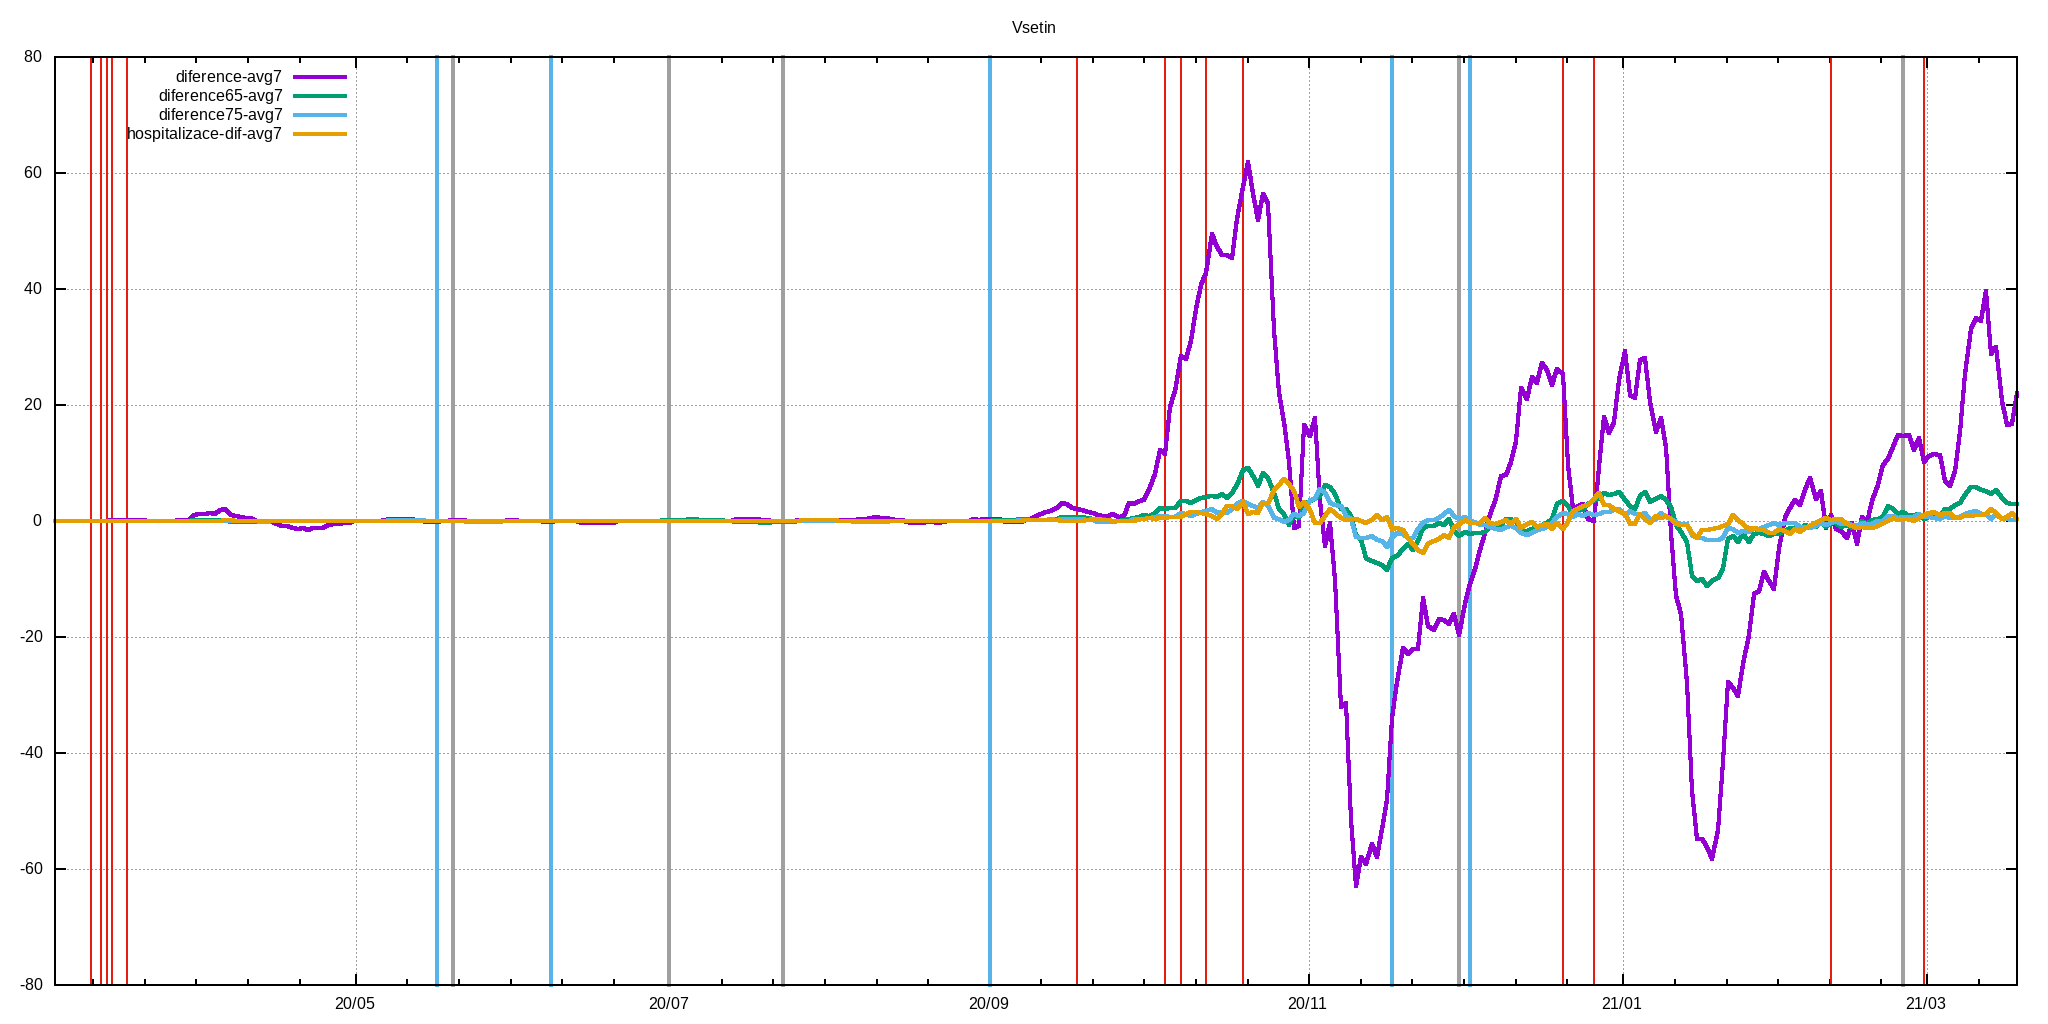 Vsetin
diference-avg7
diference65-avg7
diference75-avg7
hospitalizace-dif-avg7
80
60
40
20
0
-20
-40
-60
-80
20/05 20/07 20/09 20/11 21/01 21/03